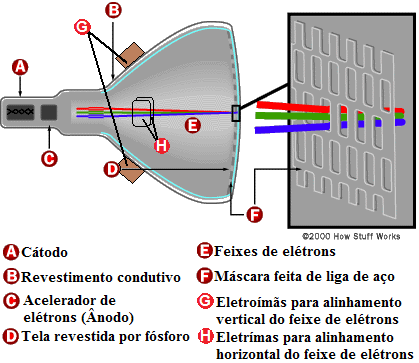 B
G
A
E
H
C
D
F
©2000 How Stuff Works
A Cátodo
B Revestimento condutivo
C Acelerador de
elétrons (Ânodo)
D Tela revestida por fósforo
E Feixes de elétrons
F Máscara feita de liga de aço
G Eletroímãs para alinhamento
vertical do feixe de elétrons
H Eletrímas para alinhamento
horizontal do feixe de elétrons